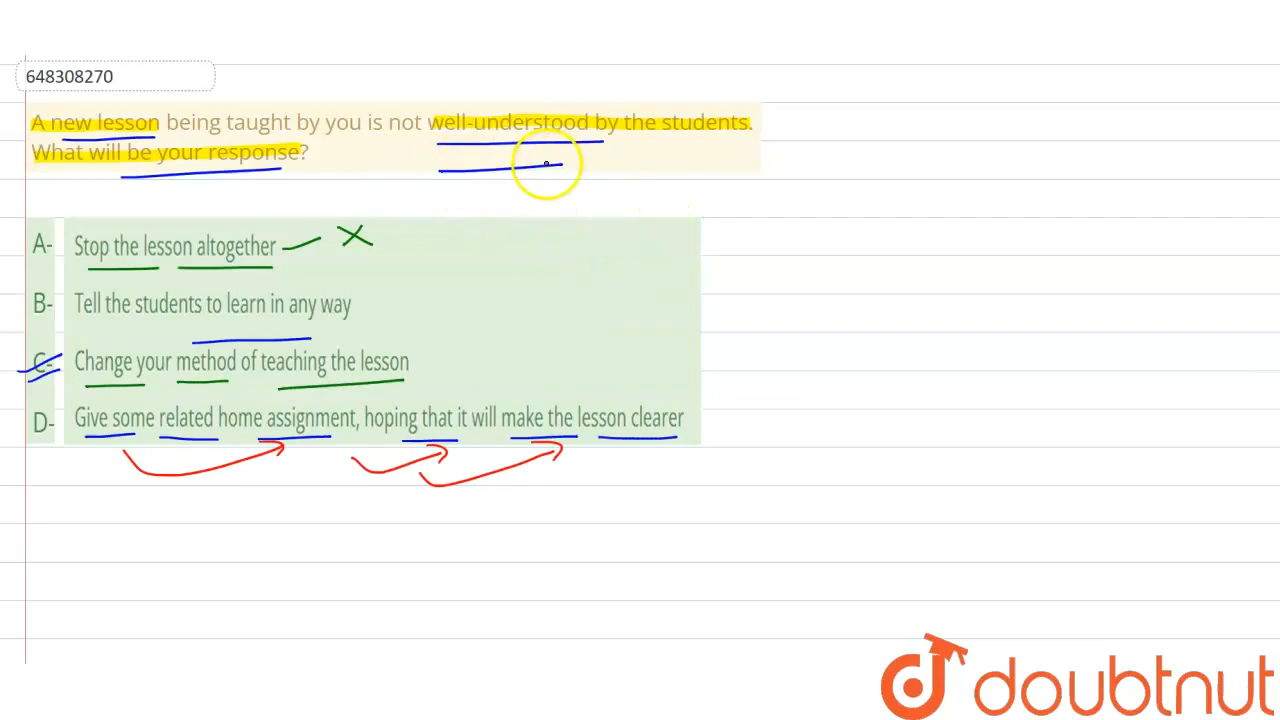 648308270
A new lesson being taught by you is not well-understood by the students.
What will be your response?
A- Stop the lesson altogether
B- Tell the students to learn in any way
C- Change your method of teaching the lesson
D- Give some related home assignment, hoping that it will make the lesson clearer
doubtnut